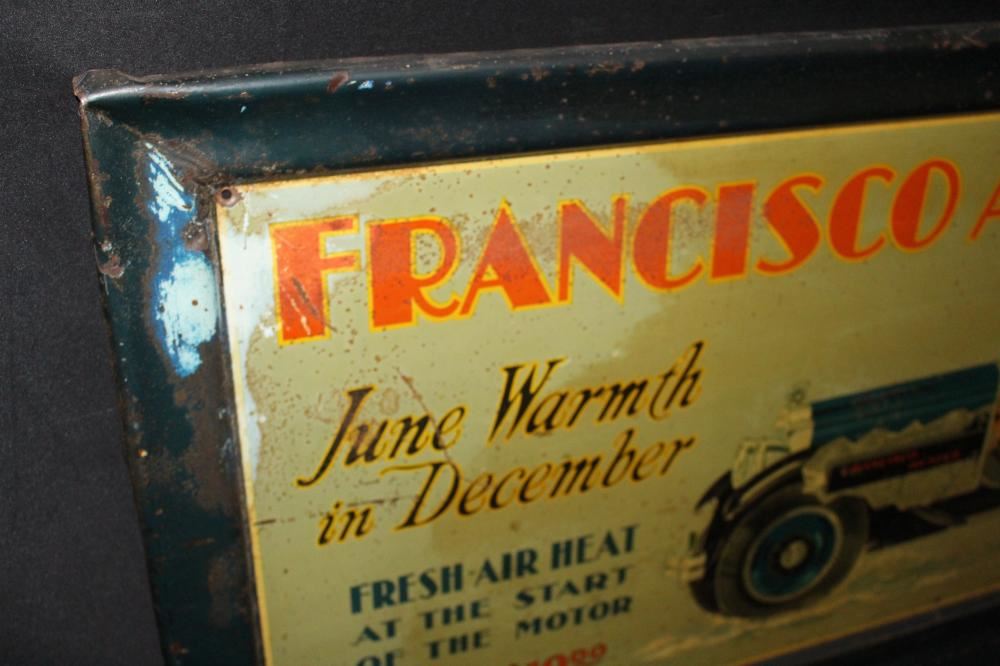 FRANCISCO A
June Warmth
in December
FRESH-AIR HEAT
AT THE START
OF THE MOTOR